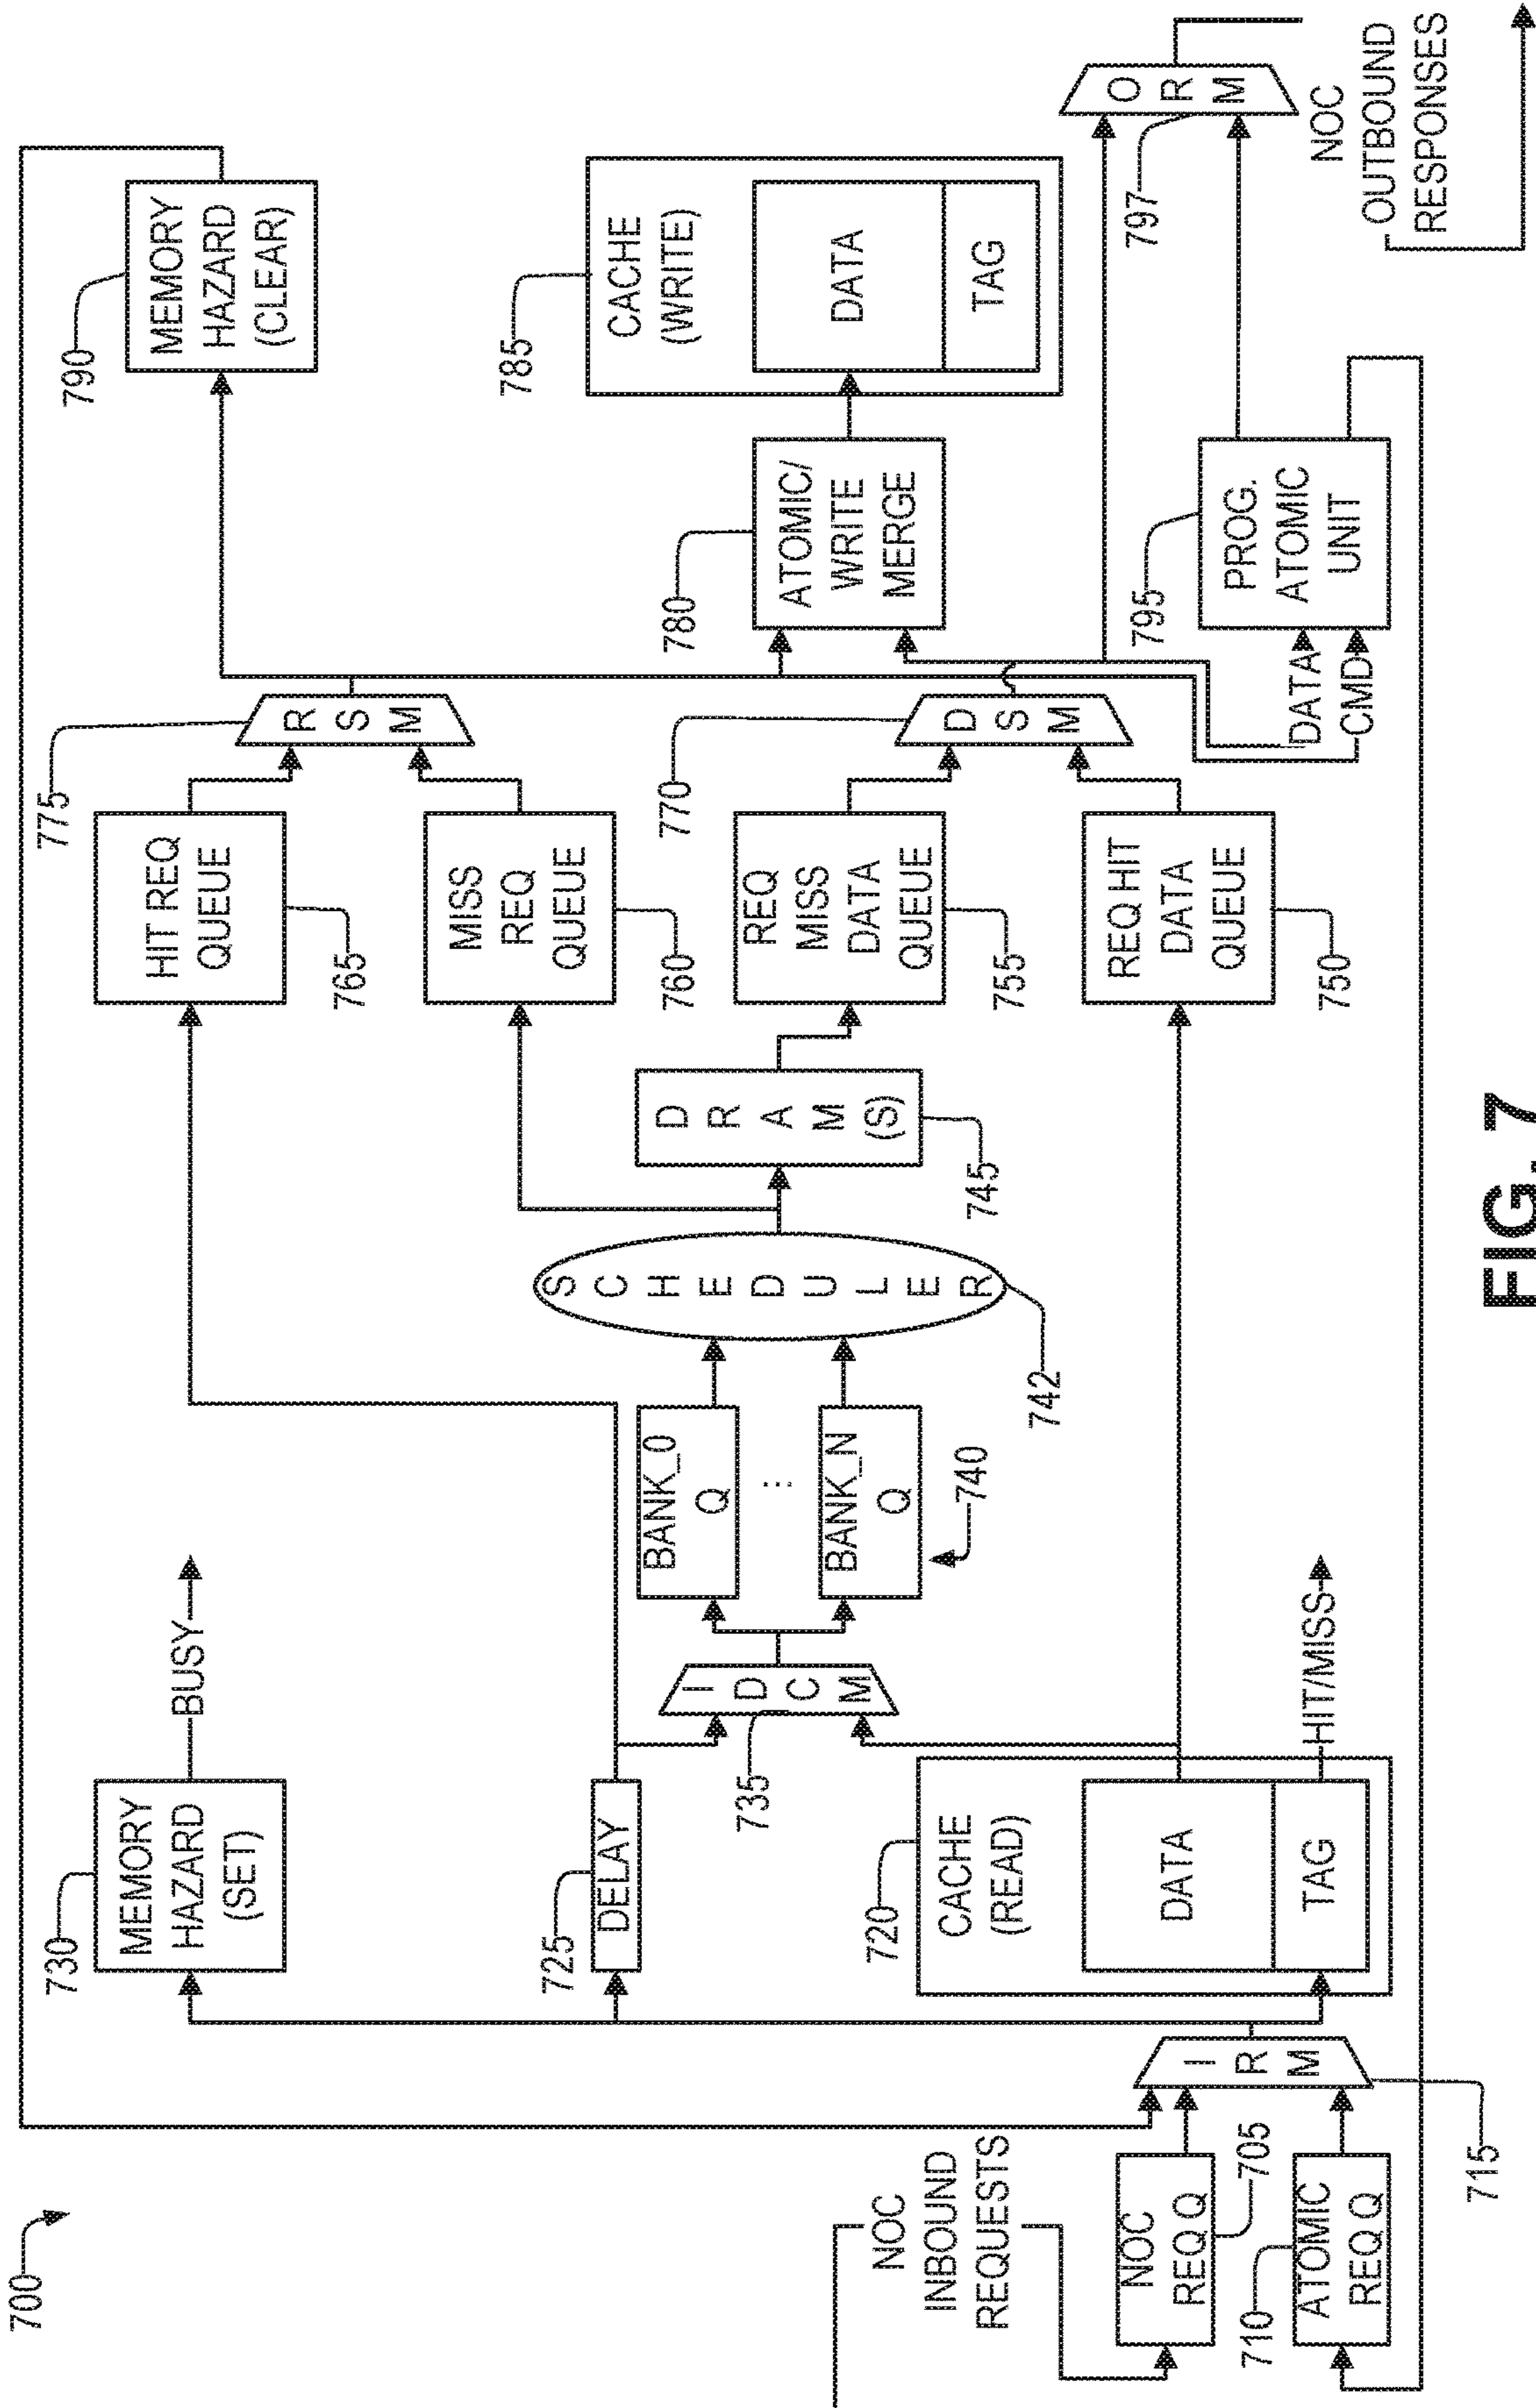 700
NOC
INBOUND
REQUESTS
NOC
REQ Q
705
710
ATOMIC
REQ Q
I
R
M
715
730
MEMORY
HAZARD
(SET)
BUSY
725
DELAY
720
CACHE
(READ)
DATA
TAG
HIT/MISS
735
I
D
C
M
BANK_0
Q
⋮
BANK_N
Q
740
S
C
H
E
D
U
L
E
R
742
D
R
A
M
(S)
745
HIT REQ
QUEUE
765
MISS
REQ
QUEUE
760
REQ
MISS
DATA
QUEUE
755
REQ HIT
DATA
QUEUE
750
775
R
S
M
770
D
S
M
DATA
CMD
790
MEMORY
HAZARD
(CLEAR)
780
ATOMIC/
WRITE
MERGE
785
CACHE
(WRITE)
DATA
TAG
795
PROG.
ATOMIC
UNIT
797
O
R
M
NOC
OUTBOUND
RESPONSES
FIG. 7